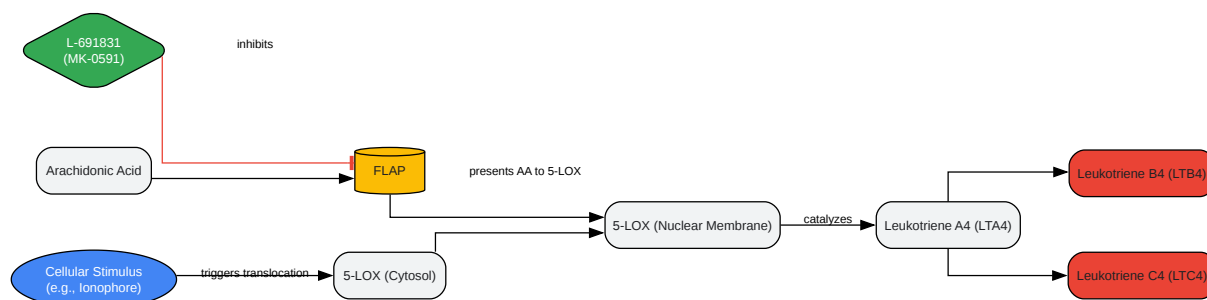 L-691831
(MK-0591)
inhibits
Arachidonic Acid
FLAP
presents AA to 5-LOX
Leukotriene B4 (LTB4)
5-LOX (Nuclear Membrane)
catalyzes
Leukotriene A4 (LTA4)
Cellular Stimulus
(e.g., Ionophore)
triggers translocation
5-LOX (Cytosol)
Leukotriene C4 (LTC4)